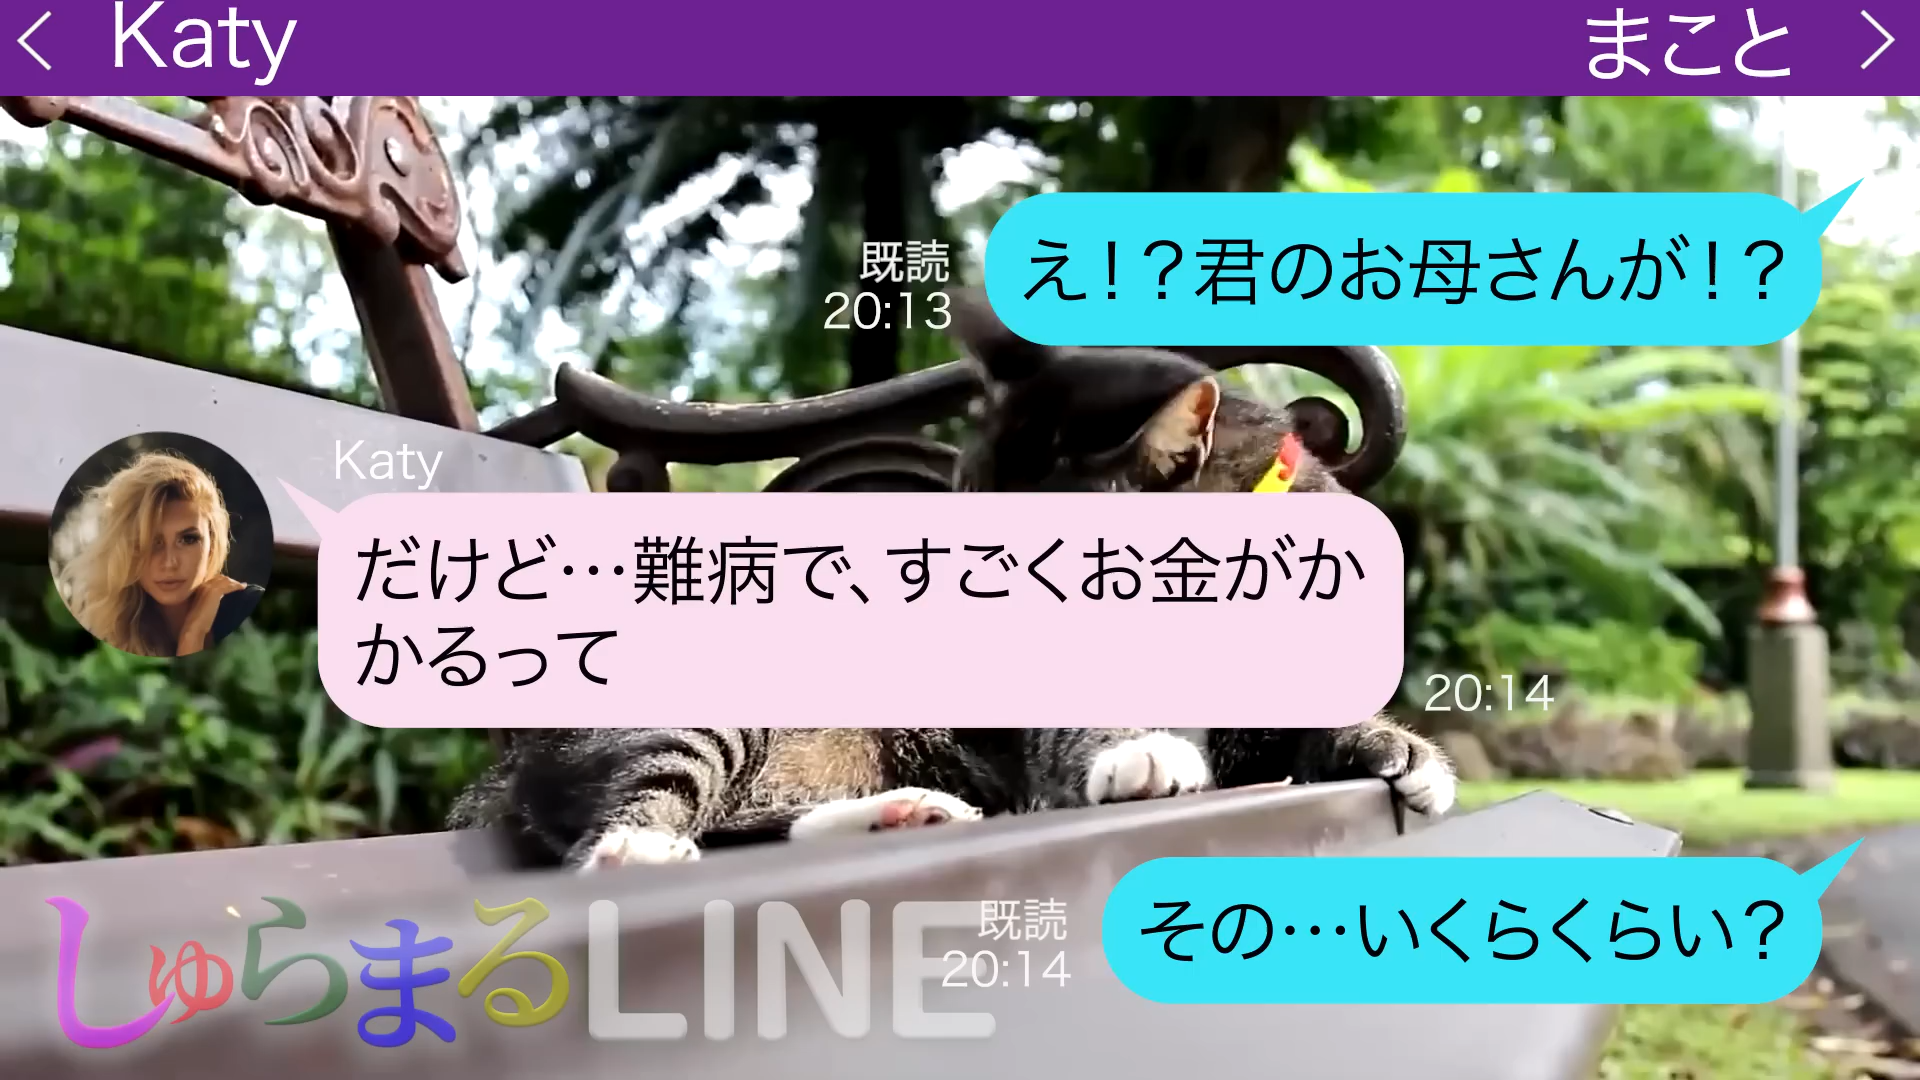 Katy
まこと
え！？君のお母さんが！？
既読
20:13
Katy
だけど…難病で、すごくお金がか
かるって
20:14
その…いくらくらい？
既読
20:14
しゅらまるLINE